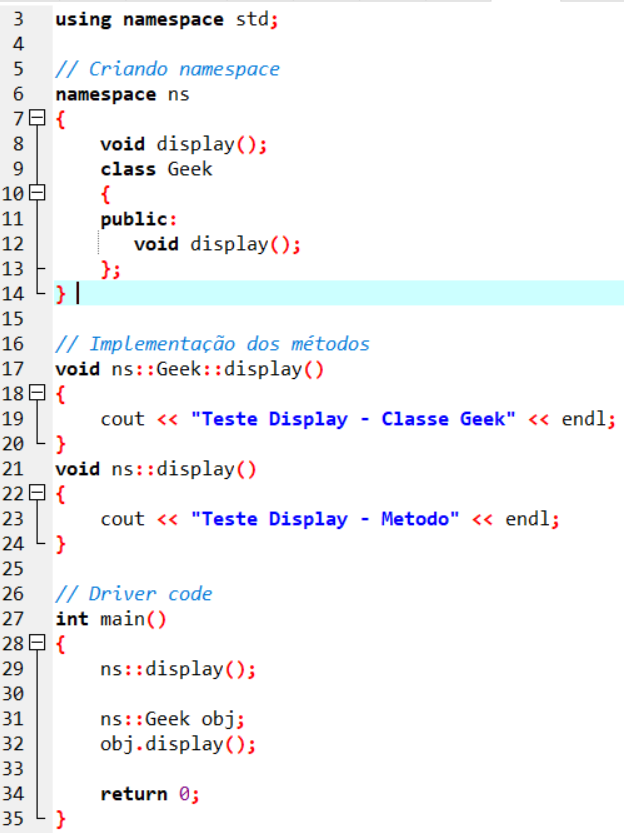 3 using namespace std;
4
5 // Criando namespace
6 namespace ns
7 {
8 void display();
9 class Geek
10 {
11 public:
12 void display();
13 };
14 }
15
16 // Implementação dos métodos
17 void ns::Geek::display()
18 {
19 cout << "Teste Display - Classe Geek" << endl;
20 }
21 void ns::display()
22 {
23 cout << "Teste Display - Metodo" << endl;
24 }
25
26 // Driver code
27 int main()
28 {
29 ns::display();
30
31 ns::Geek obj;
32 obj.display();
33
34 return 0;
35 }